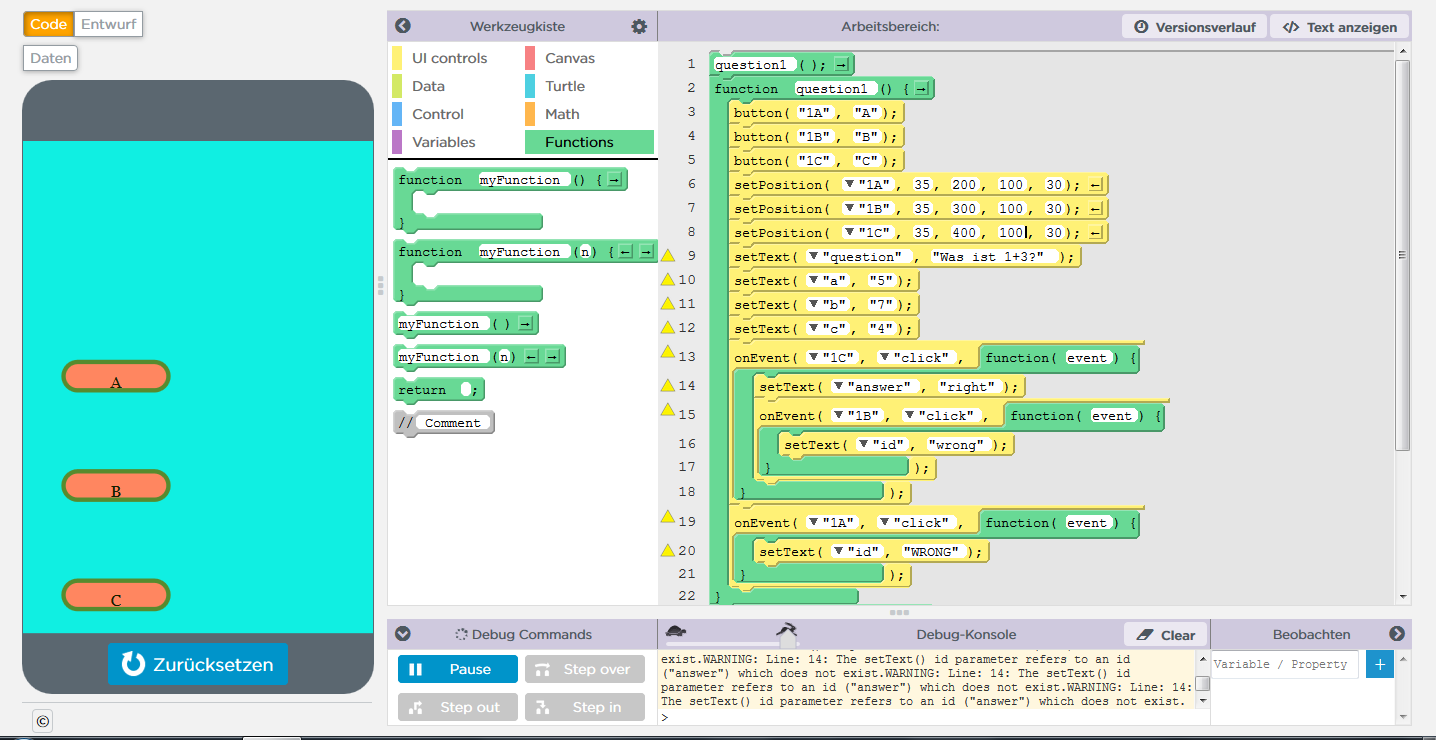 Code Entwurf
Daten
A
B
C
Zurücksetzen
©
Werkzeugkiste
UI controls Canvas
Data Turtle
Control Math
Variables Functions
function myFunction () { →
}
function myFunction (n) { ← →
}
myFunction () →
myFunction (n) ← →
return ;
// Comment
Arbeitsbereich: Versionsverlauf </> Text anzeigen
1 question1 (); →
2 function question1 () { →
3 button( "1A", "A");
4 button( "1B", "B");
5 button( "1C", "C");
6 setPosition( ▼"1A", 35, 200, 100, 30); ←
7 setPosition( ▼"1B", 35, 300, 100, 30); ←
8 setPosition( ▼"1C", 35, 400, 100, 30); ←
9 setText( ▼"question" , "Was ist 1+3?" );
10 setText( ▼"a", "5");
11 setText( ▼"b", "7");
12 setText( ▼"c", "4");
13 onEvent( ▼"1C", ▼"click", function( event) {
14 setText( ▼"answer" , "right" );
15 onEvent( ▼"1B", ▼"click", function( event) {
16 setText( ▼"id", "wrong" );
17 } );
18 } );
19 onEvent( ▼"1A", ▼"click", function( event) {
20 setText( ▼"id", "WRONG" );
21 } );
22 }
Debug Commands
Pause Step over
Step out Step in
Debug-Konsole Clear
exist.WARNING: Line: 14: The setText() id parameter refers to an id
("answer") which does not exist.WARNING: Line: 14: The setText() id
parameter refers to an id ("answer") which does not exist.WARNING: Line: 14:
The setText() id parameter refers to an id ("answer") which does not exist.
>
Beobachten
Variable / Property +